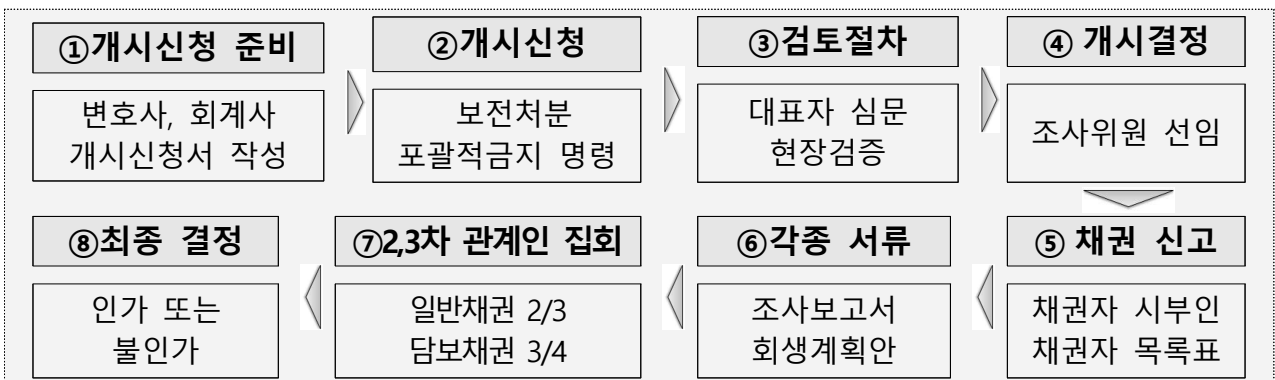 ①개시신청 준비
변호사, 회계사
개시신청서 작성
②개시신청
보전처분
포괄적금지 명령
③검토절차
대표자 심문
현장검증
④ 개시결정
조사위원 선임
⑤ 채권 신고
채권자 시부인
채권자 목록표
⑥각종 서류
조사보고서
회생계획안
⑦2,3차 관계인 집회
일반채권 2/3
담보채권 3/4
⑧최종 결정
인가 또는
불인가